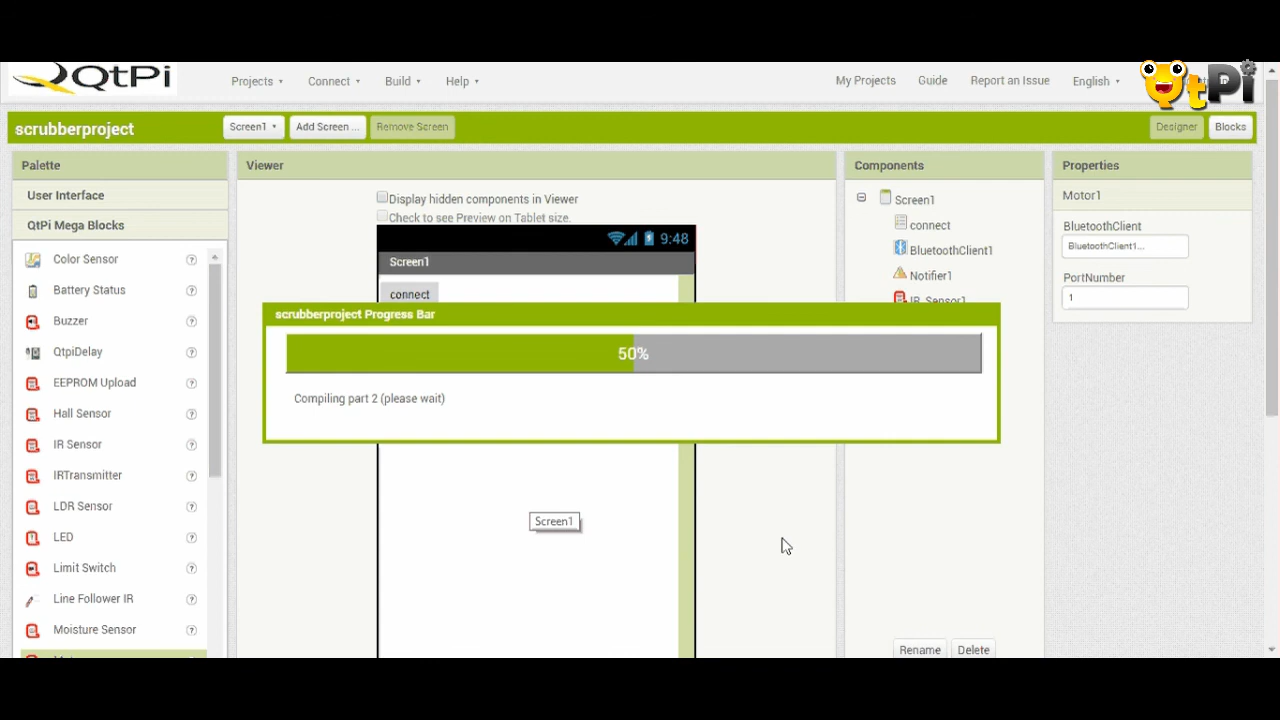 QtPi
Projects
Connect
Build
Help
My Projects
Guide
Report an Issue
English
QtPi
scrubberproject
Screen1
Add Screen ...
Remove Screen
Designer
Blocks
Palette
User Interface
QtPi Mega Blocks
Color Sensor
Battery Status
Buzzer
QtpiDelay
EEPROM Upload
Hall Sensor
IR Sensor
IRTransmitter
LDR Sensor
LED
Limit Switch
Line Follower IR
Moisture Sensor
Viewer
Display hidden components in Viewer
Check to see Preview on Tablet size.
9:48
Screen1
connect
scrubberproject Progress Bar
50%
Compiling part 2 (please wait)
Screen1
Components
Screen1
connect
BluetoothClient1
Notifier1
IR_Sensor1
Rename
Delete
Properties
Motor1
BluetoothClient
BluetoothClient1...
PortNumber
1